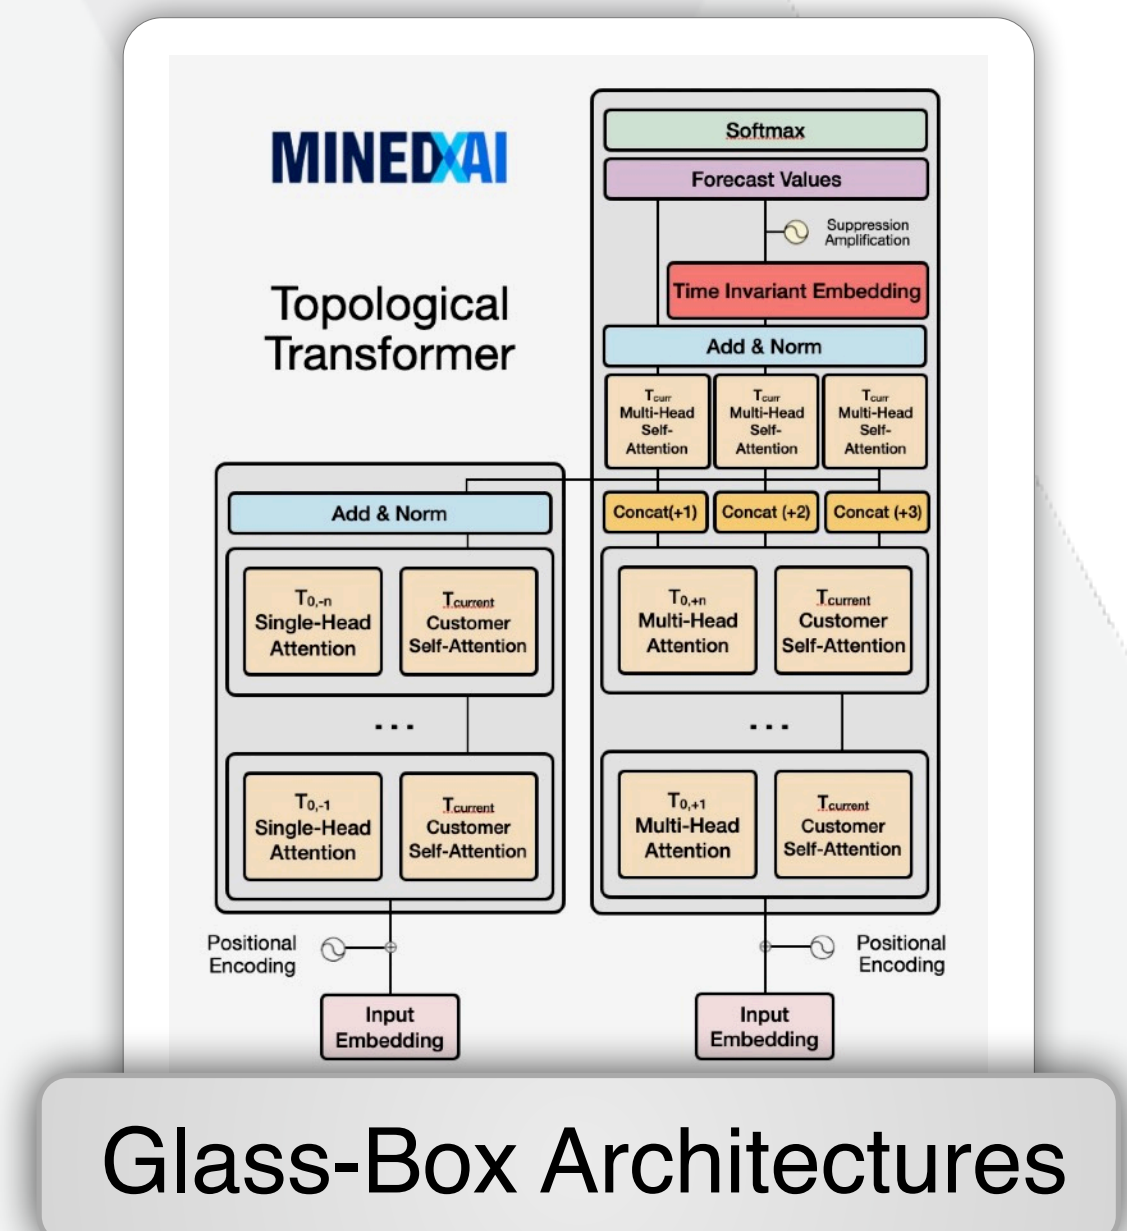 MINEDXAI
Topological
Transformer
Softmax
Forecast Values
Suppression
Amplification
Time Invariant Embedding
Add & Norm
Tcurr
Multi-Head
Self-
Attention
Tcurr
Multi-Head
Self-
Attention
Tcurr
Multi-Head
Self-
Attention
Concat(+1)
Concat (+2)
Concat (+3)
Add & Norm
T0,-n
Single-Head
Attention
Tcurrent
Customer
Self-Attention
T0,+n
Multi-Head
Attention
Tcurrent
Customer
Self-Attention
...
...
T0,-1
Single-Head
Attention
Tcurrent
Customer
Self-Attention
T0,+1
Multi-Head
Attention
Tcurrent
Customer
Self-Attention
Positional
Encoding
Positional
Encoding
Input
Embedding
Input
Embedding
Glass-Box Architectures